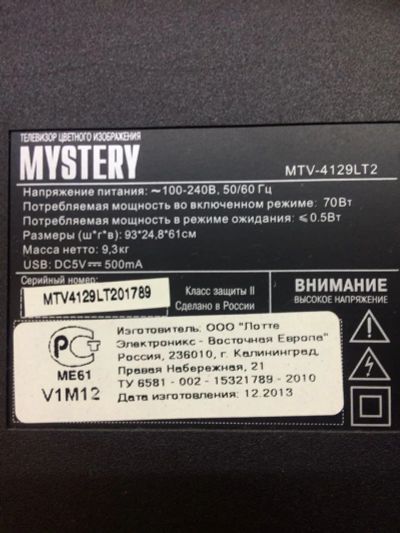 ТЕЛЕВИЗОР ЦВЕТНОГО ИЗОБРАЖЕНИЯ
MYSTERY
MTV-4129LT2
Напряжение питания: ~100-240В, 50/60 Гц
Потребляемая мощность во включенном режиме: 70Вт
Потребляемая мощность в режиме ожидания: ⩽0.5Вт
Размеры (ш*г*в): 93*24,8*61см
Масса нетто: 9,3кг
USB: DC5V⎓500mA
Серийный номер:
MTV4129LT201789
Класс защиты II
Сделано в России
ВНИМАНИЕ
ВЫСОКОЕ НАПРЯЖЕНИЕ
РСТ
ME61
V1M12
Изготовитель: ООО "Лотте
Электроникс - Восточная Европа"
Россия, 236010, г. Калининград,
Правая Набережная, 21
ТУ 6581 - 002 - 15321789 - 2010
Дата изготовления: 12.2013